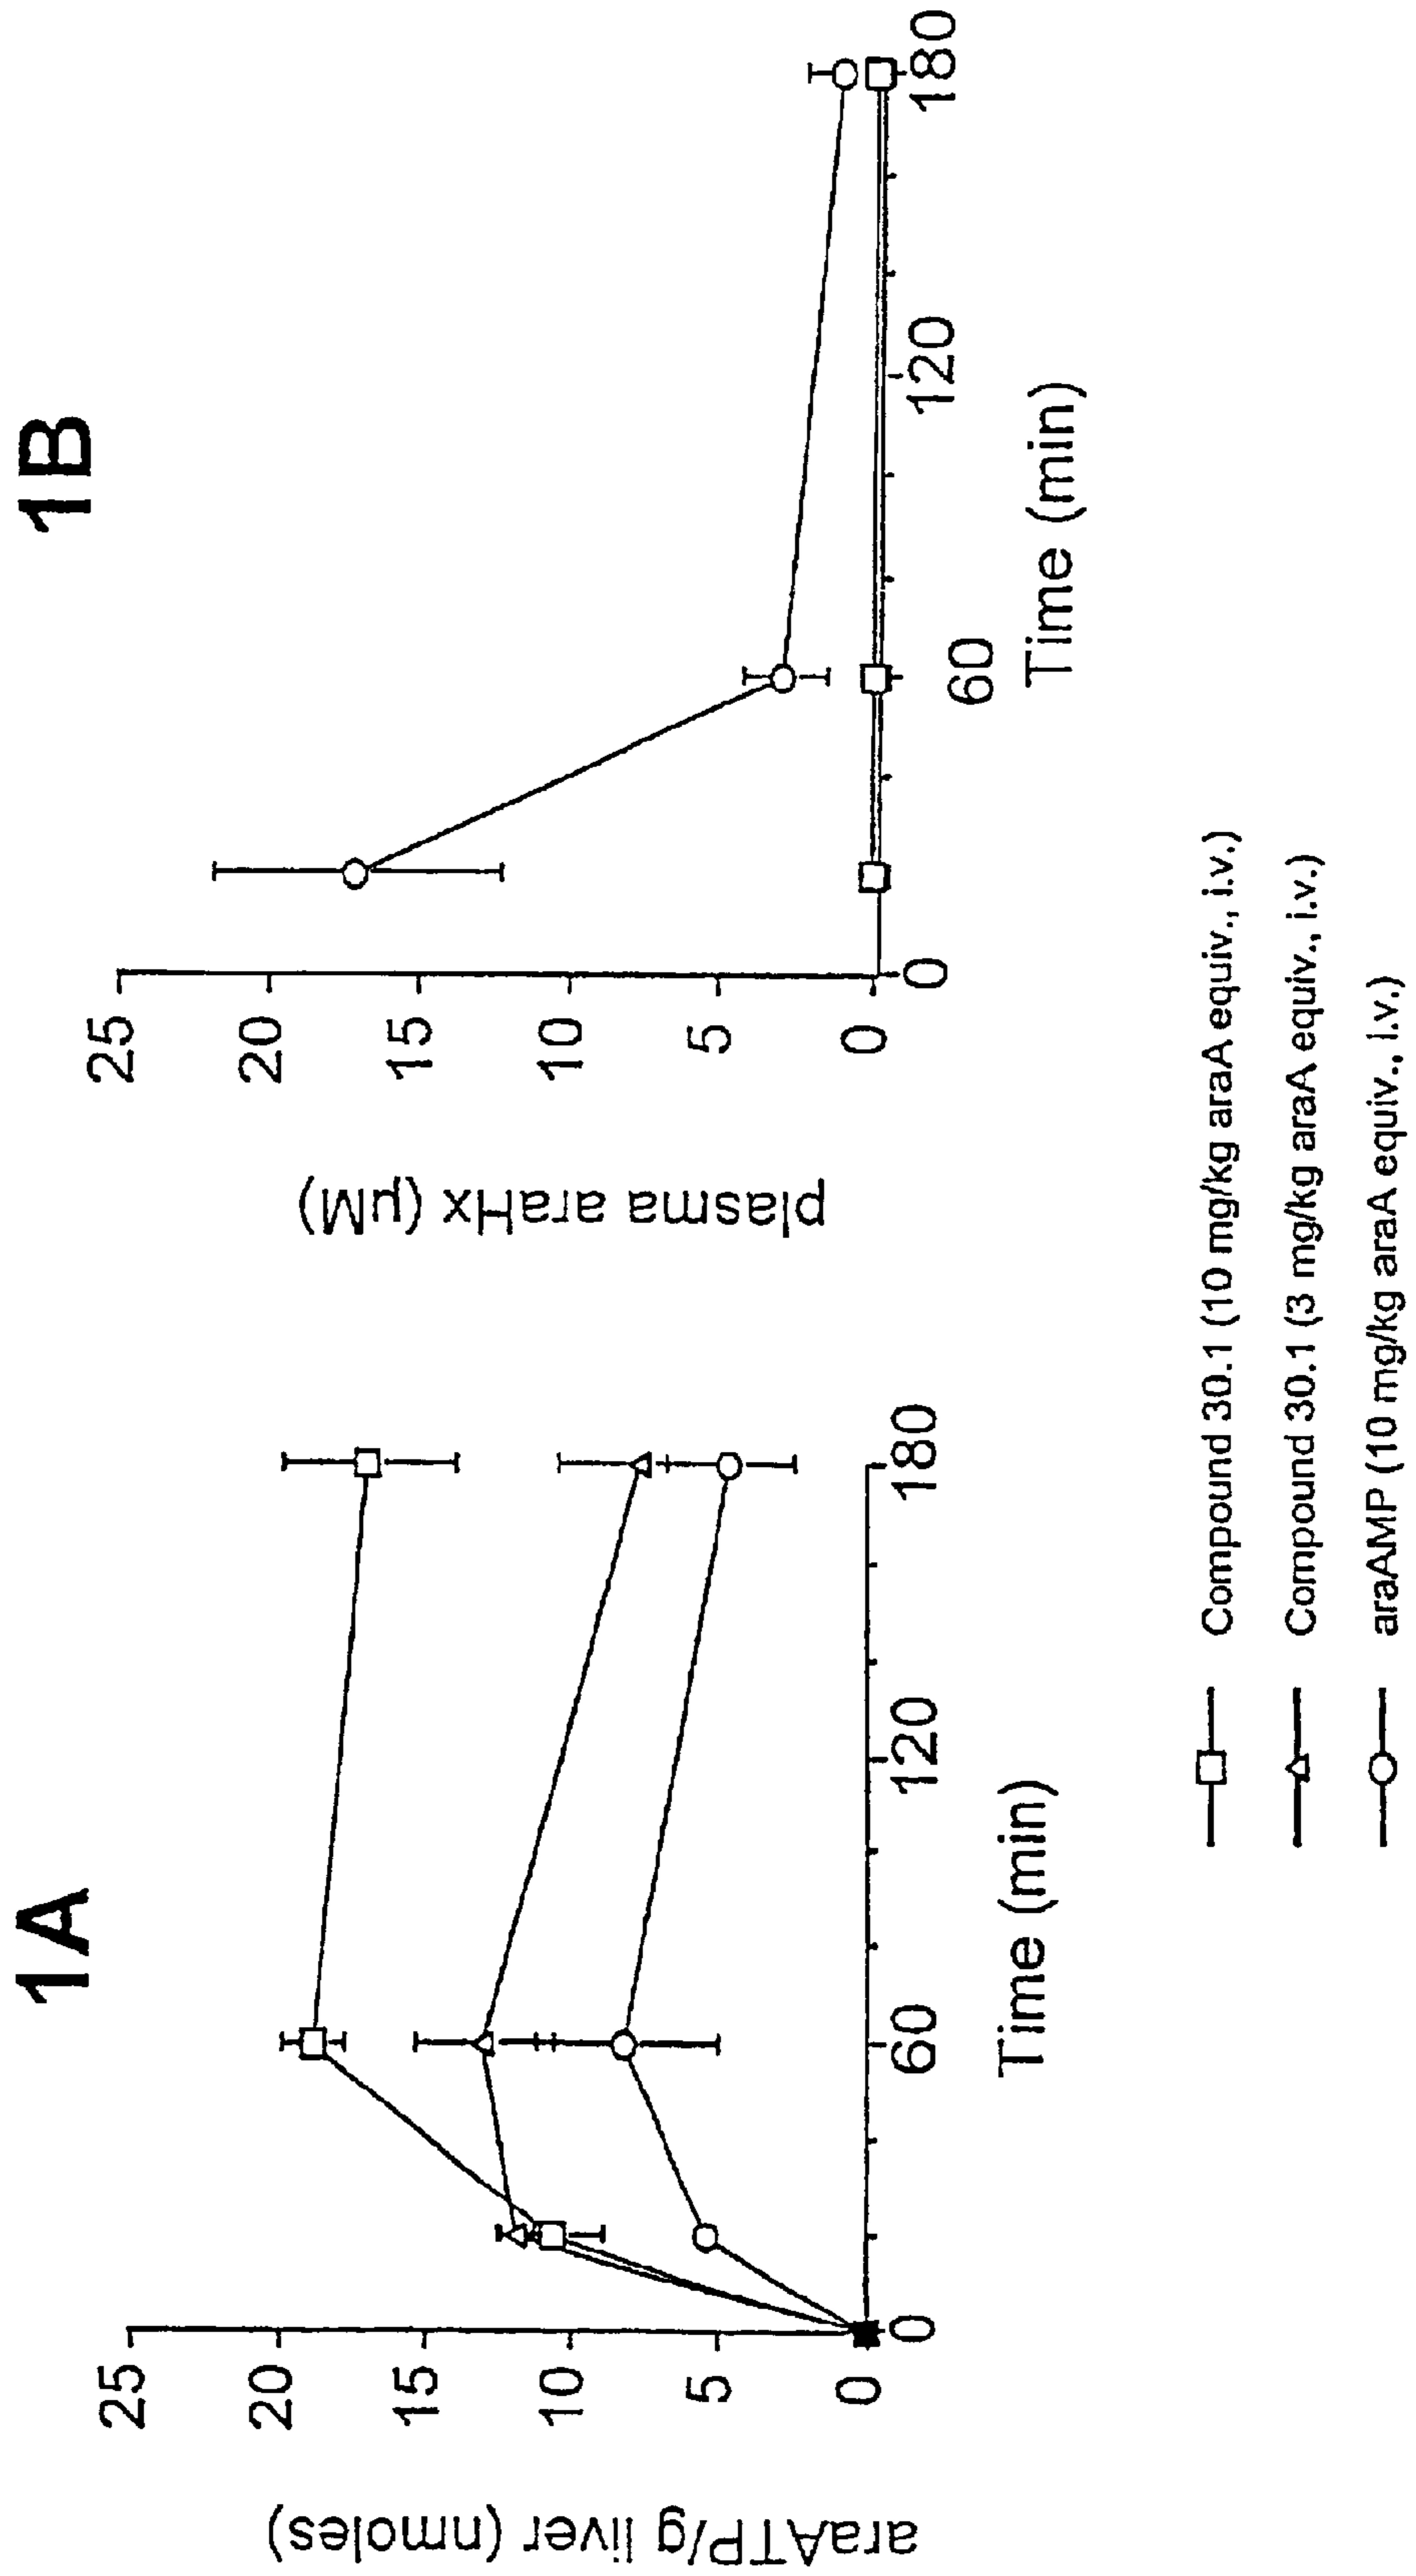 1A
araATP/g liver (nmoles)
25
20
15
10
5
0
0
60
120
180
Time (min)
1B
plasma araHx (μM)
25
20
15
10
5
0
0
60
120
180
Time (min)
Compound 30.1 (10 mg/kg araA equiv., i.v.)
Compound 30.1 (3 mg/kg araA equiv., i.v.)
araAMP (10 mg/kg araA equiv., i.v.)